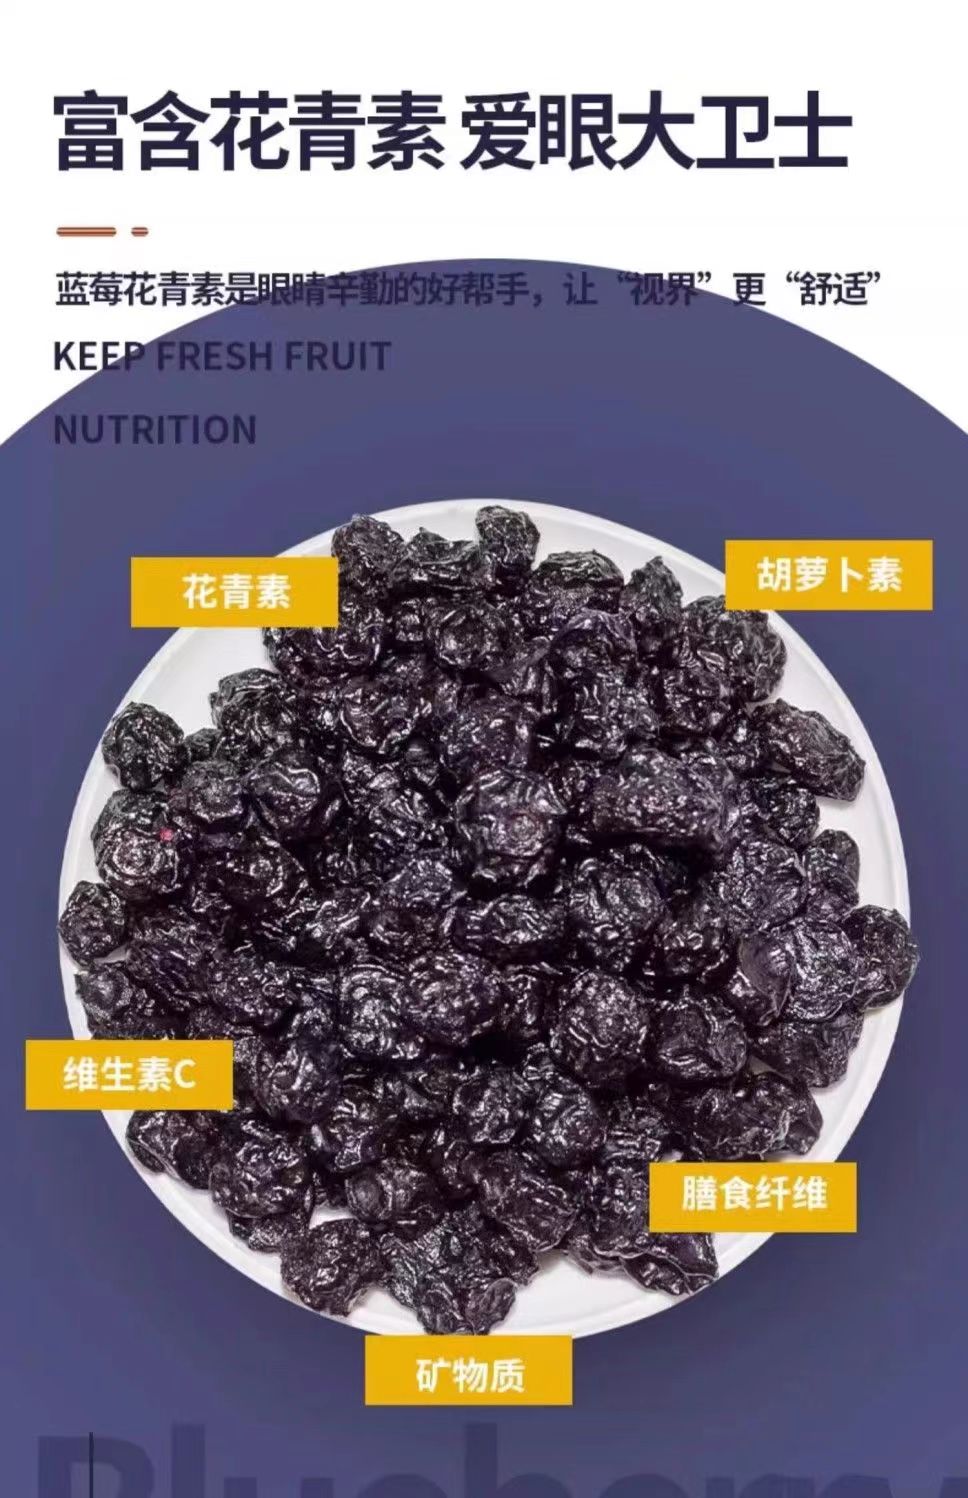 富含花青素 爱眼大卫士
蓝莓花青素是眼睛辛勤的好帮手，让“视界”更“舒适”
KEEP FRESH FRUIT
NUTRITION
花青素
胡萝卜素
维生素C
膳食纤维
矿物质
Blueberry